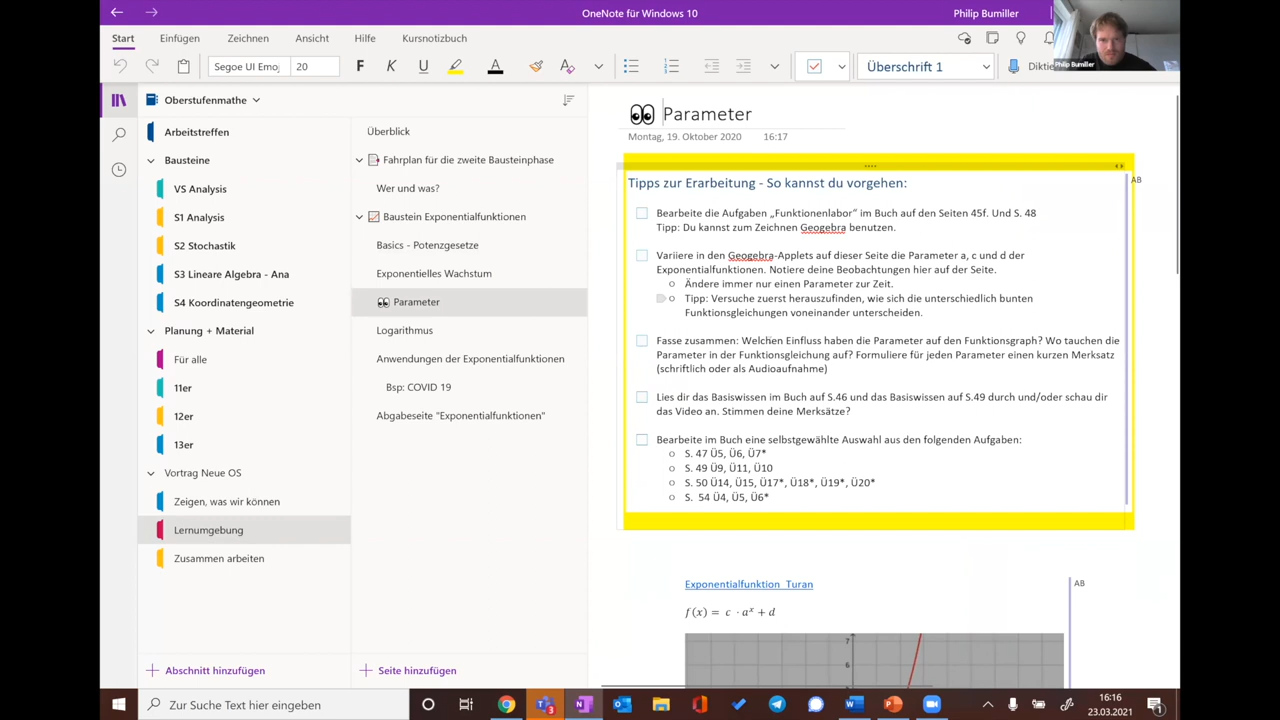 OneNote für Windows 10
Philip Bumiller
Philip Bumiller
Start
Einfügen
Zeichnen
Ansicht
Hilfe
Kursnotizbuch
Segoe UI Emoj
20
F
K
U
A
Überschrift 1
Dikti
Oberstufenmathe
Arbeitstreffen
Bausteine
VS Analysis
S1 Analysis
S2 Stochastik
S3 Lineare Algebra - Ana
S4 Koordinatengeometrie
Planung + Material
Für alle
11er
12er
13er
Vortrag Neue OS
Zeigen, was wir können
Lernumgebung
Zusammen arbeiten
Abschnitt hinzufügen
Überblick
Fahrplan für die zweite Bausteinphase
Wer und was?
Baustein Exponentialfunktionen
Basics - Potenzgesetze
Exponentielles Wachstum
Parameter
Logarithmus
Anwendungen der Exponentialfunktionen
Bsp: COVID 19
Abgabeseite "Exponentialfunktionen"
Seite hinzufügen
Parameter
Montag, 19. Oktober 2020 16:17
Tipps zur Erarbeitung - So kannst du vorgehen:
AB
Bearbeite die Aufgaben „Funktionenlabor“ im Buch auf den Seiten 45f. Und S. 48
Tipp: Du kannst zum Zeichnen Geogebra benutzen.
Variiere in den Geogebra-Applets auf dieser Seite die Parameter a, c und d der
Exponentialfunktionen. Notiere deine Beobachtungen hier auf der Seite.
Ändere immer nur einen Parameter zur Zeit.
Tipp: Versuche zuerst herauszufinden, wie sich die unterschiedlich bunten
Funktionsgleichungen voneinander unterscheiden.
Fasse zusammen: Welchen Einfluss haben die Parameter auf den Funktionsgraph? Wo tauchen die
Parameter in der Funktionsgleichung auf? Formuliere für jeden Parameter einen kurzen Merksatz
(schriftlich oder als Audioaufnahme)
Lies dir das Basiswissen im Buch auf S.46 und das Basiswissen auf S.49 durch und/oder schau dir
das Video an. Stimmen deine Merksätze?
Bearbeite im Buch eine selbstgewählte Auswahl aus den folgenden Aufgaben:
S. 47 Ü5, Ü6, Ü7*
S. 49 Ü9, Ü11, Ü10
S. 50 Ü14, Ü15, Ü17*, Ü18*, Ü19*, Ü20*
S. 54 Ü4, Ü5, Ü6*
Exponentialfunktion Turan
AB
f(x) = c · aˣ + d
7
6
Zur Suche Text hier eingeben
16:16
23.03.2021